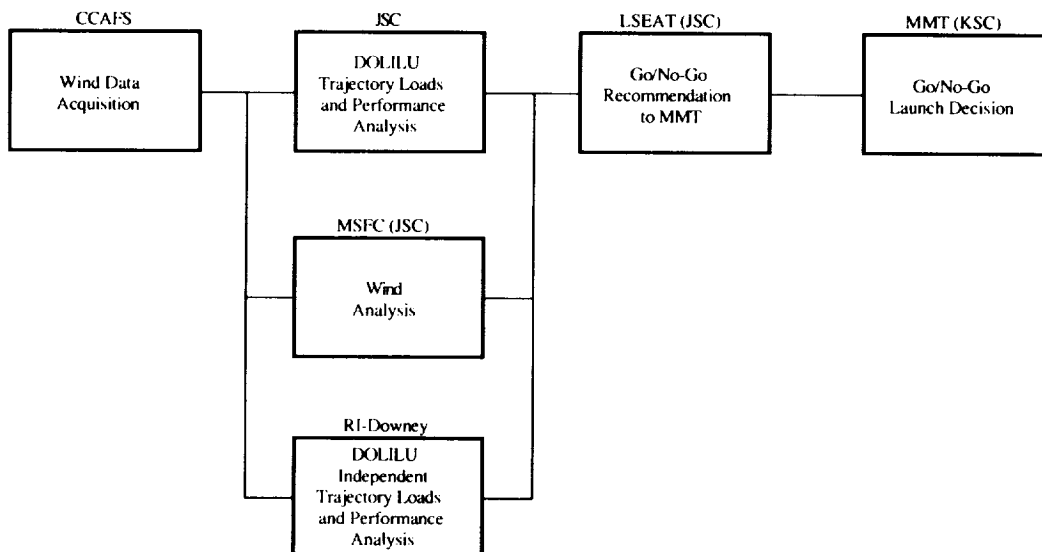 CCAFS
Wind Data
Acquisition
JSC
DOLILU
Trajectory Loads
and Performance
Analysis
LSEAT (JSC)
Go/No-Go
Recommendation
to MMT
MMT (KSC)
Go/No-Go
Launch Decision
MSFC (JSC)
Wind
Analysis
RI-Downey
DOLILU
Independent
Trajectory Loads
and Performance
Analysis